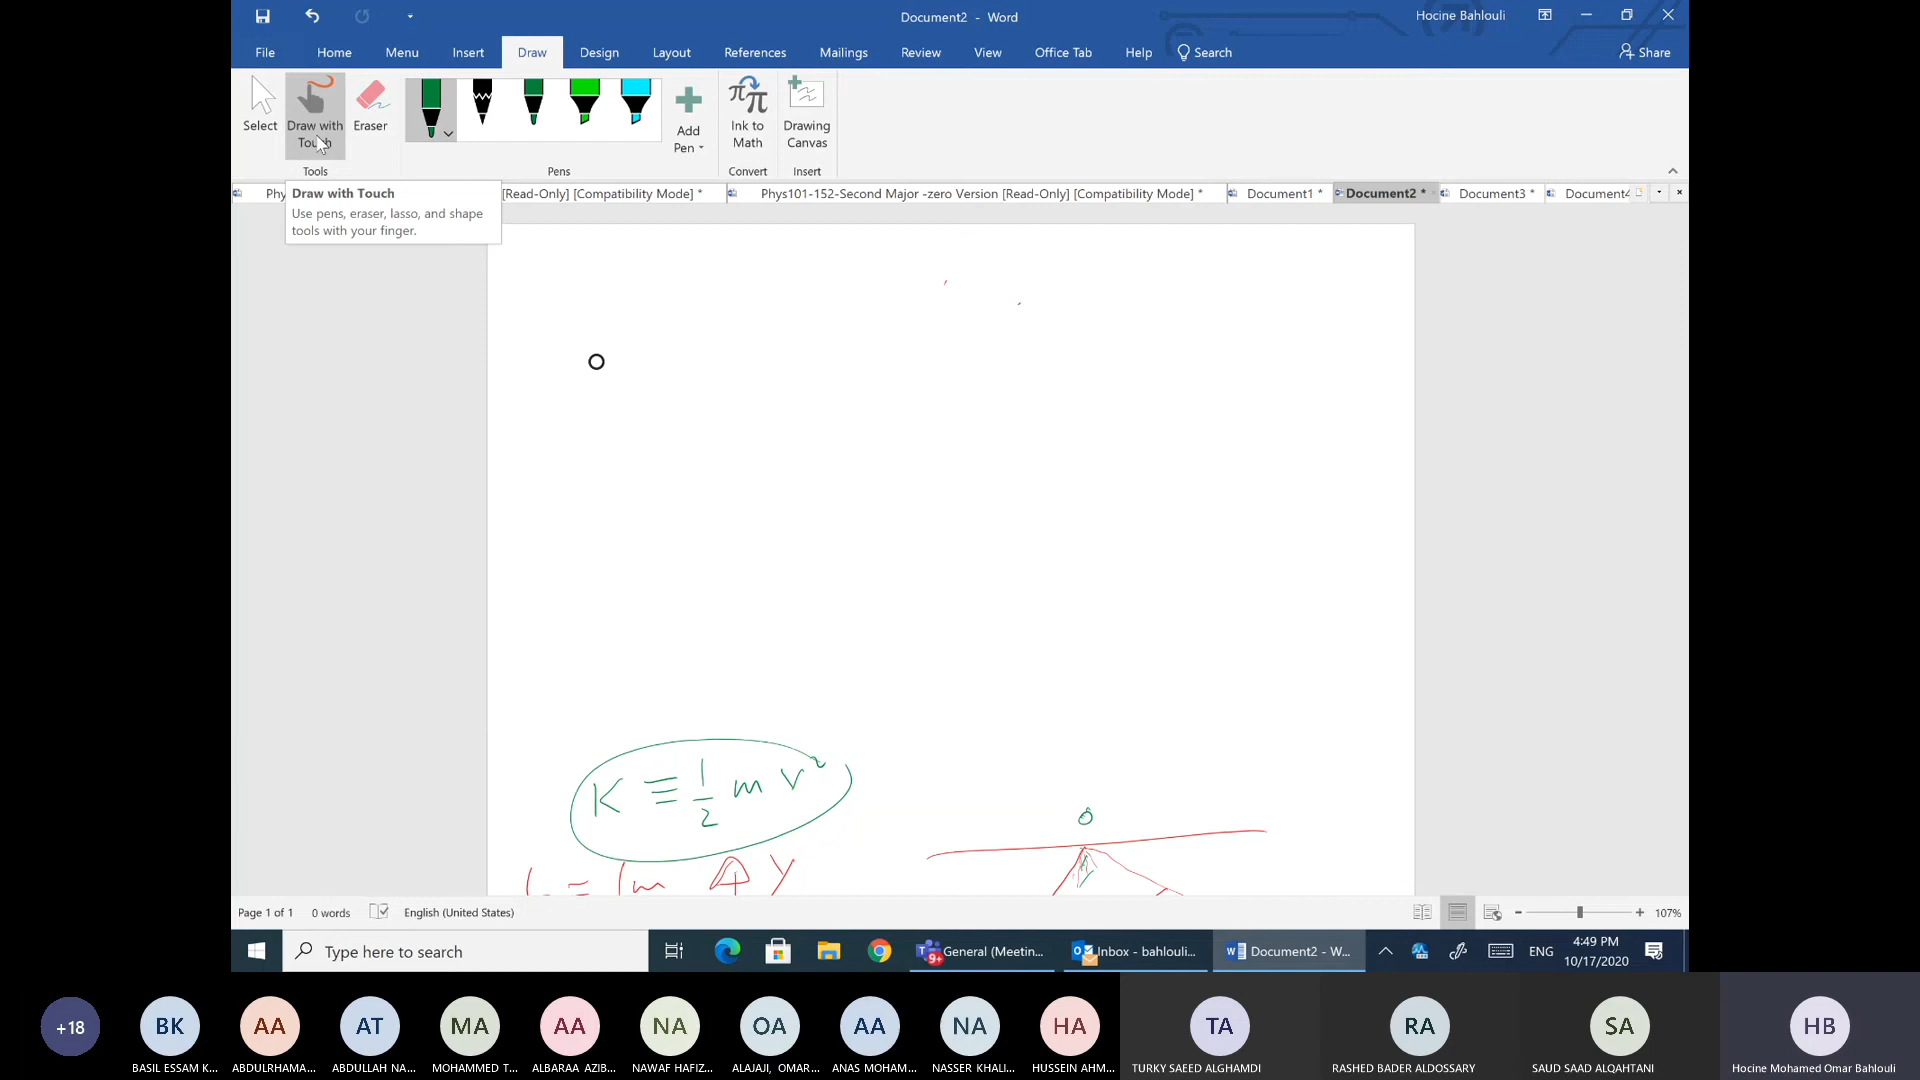 Document2 - Word
Hocine Bahlouli
File Home Menu Insert Draw Design Layout References Mailings Review View Office Tab Help Search Share
Select
Draw with Touch
Eraser
Tools
Pens
Add Pen
Ink to Math
Convert
Drawing Canvas
Insert
Phy
[Read-Only] [Compatibility Mode] *
Phys101-152-Second Major -zero Version [Read-Only] [Compatibility Mode] *
Document1 *
Document2 *
Document3 *
Document4
Draw with Touch
Use pens, eraser, lasso, and shape
tools with your finger.
K ≡ 1/2 m v²
0
Page 1 of 1 0 words English (United States) 107%
Type here to search
General (Meetin...
9+
Inbox - bahlouli...
Document2 - W...
ENG
4:49 PM
10/17/2020
+18 BK AA AT MA AA NA OA AA NA HA TA RA SA HB
BASIL ESSAM K... ABDULRHAMA... ABDULLAH NA... MOHAMMED T... ALBARAA AZIB... NAWAF HAFIZ... ALAJAJI, OMAR... ANAS MOHAM... NASSER KHALI... HUSSEIN AHM... TURKY SAEED ALGHAMDI RASHED BADER ALDOSSARY SAUD SAAD ALQAHTANI Hocine Mohamed Omar Bahlouli